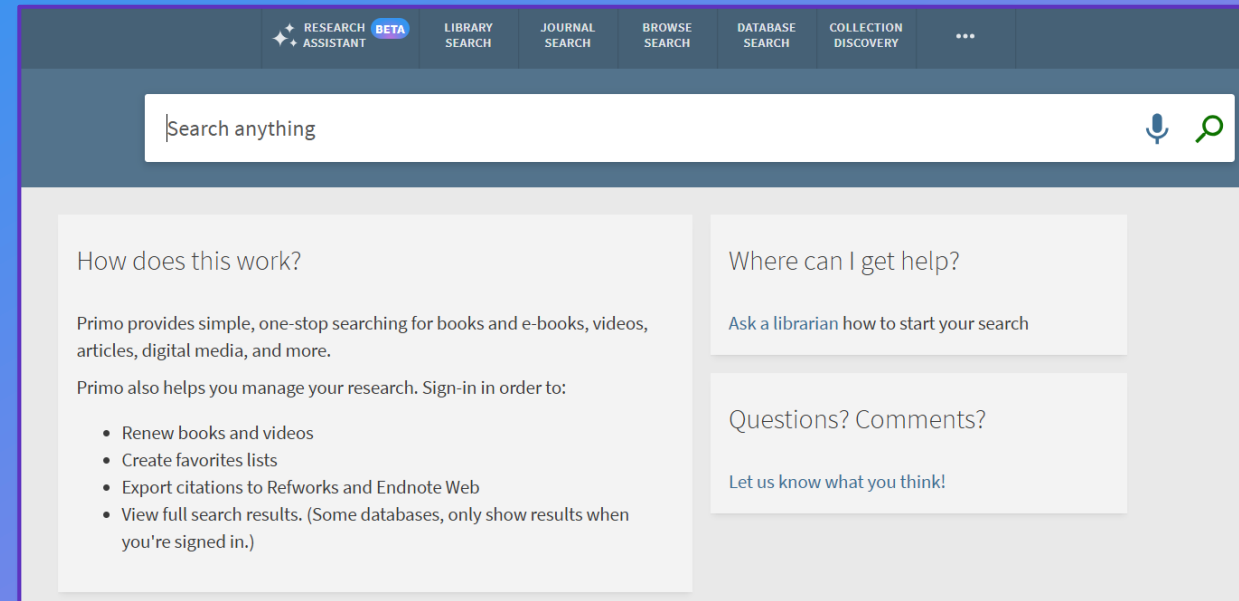 RESEARCH ASSISTANT BETA
LIBRARY SEARCH
JOURNAL SEARCH
BROWSE SEARCH
DATABASE SEARCH
COLLECTION DISCOVERY
•••
Search anything
How does this work?
Primo provides simple, one-stop searching for books and e-books, videos,
articles, digital media, and more.
Primo also helps you manage your research. Sign-in in order to:
• Renew books and videos
• Create favorites lists
• Export citations to Refworks and Endnote Web
• View full search results. (Some databases, only show results when
you're signed in.)
Where can I get help?
Ask a librarian how to start your search
Questions? Comments?
Let us know what you think!